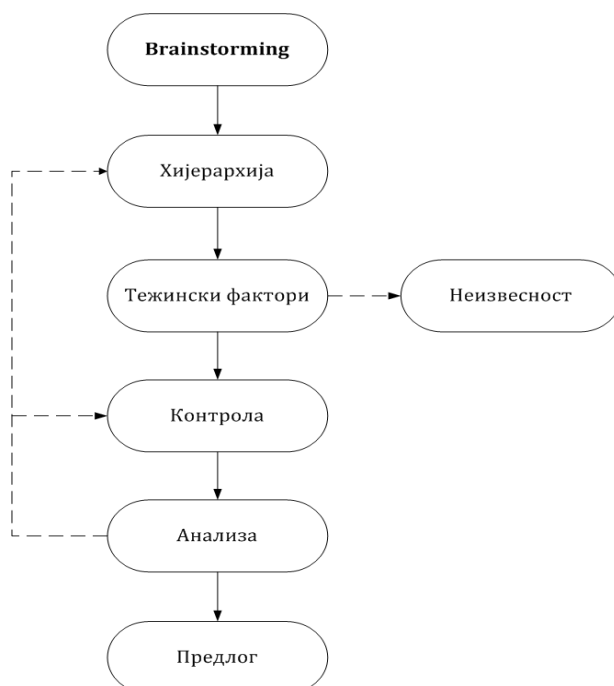 Brainstorming
Хијерархија
Тежински фактори
Неизвесност
Контрола
Анализа
Предлог